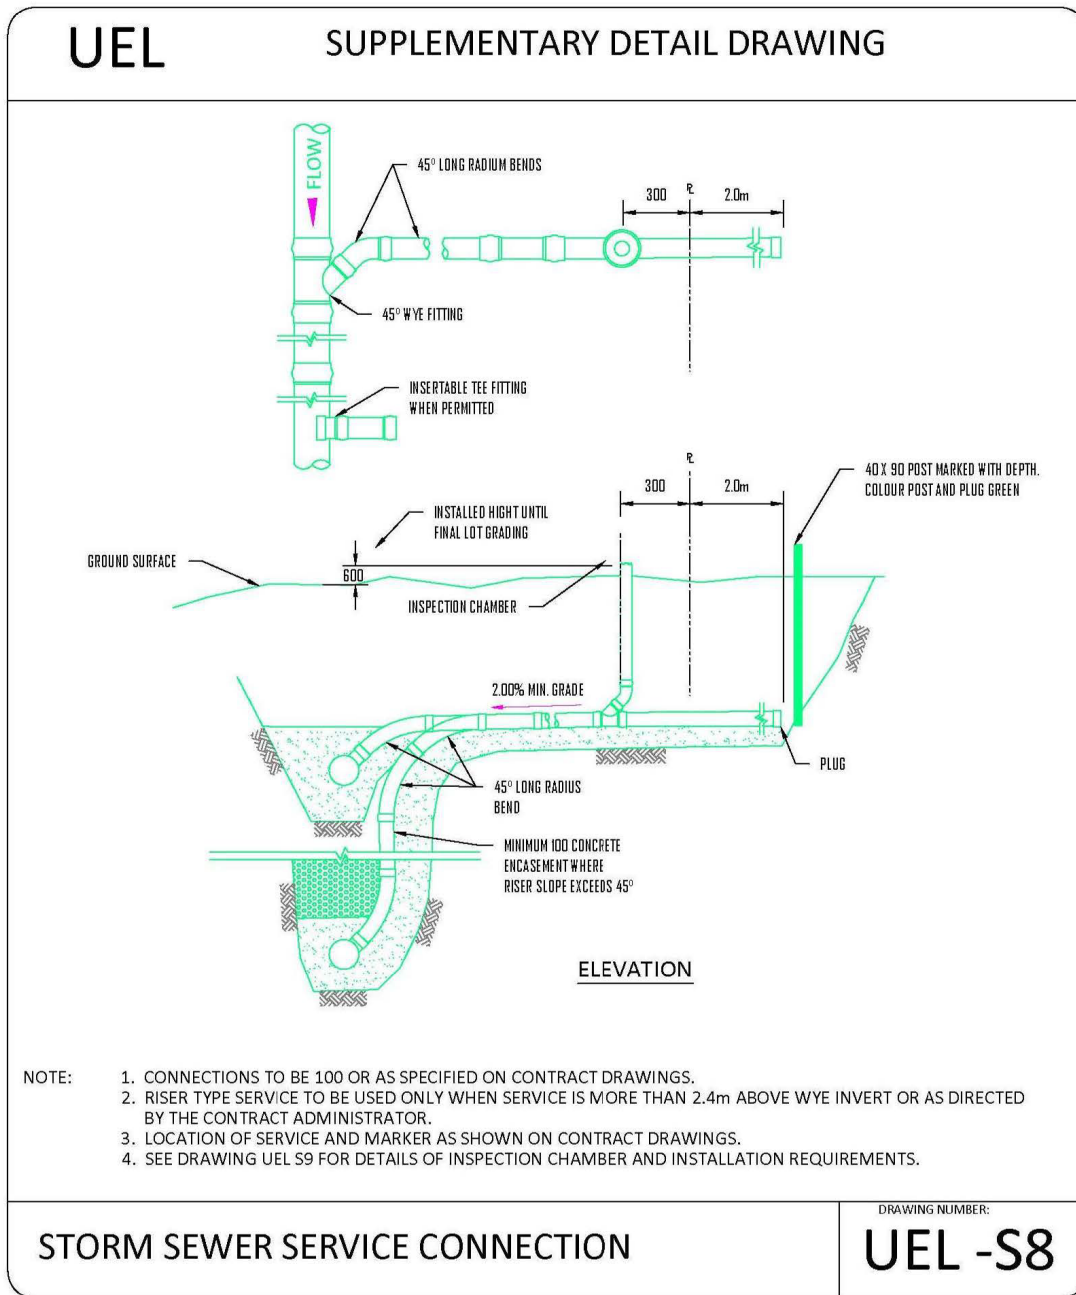 UEL
SUPPLEMENTARY DETAIL DRAWING
FLOW
45° LONG RADIUM BENDS
300
℄
2.0m
45° WYE FITTING
INSERTABLE TEE FITTING
WHEN PERMITTED
℄
300
2.0m
40 X 90 POST MARKED WITH DEPTH.
COLOUR POST AND PLUG GREEN
INSTALLED HIGHT UNTIL
FINAL LOT GRADING
GROUND SURFACE
600
INSPECTION CHAMBER
2.00% MIN. GRADE
PLUG
45° LONG RADIUS
BEND
MINIMUM 100 CONCRETE
ENCASEMENT WHERE
RISER SLOPE EXCEEDS 45°
ELEVATION
NOTE:
1. CONNECTIONS TO BE 100 OR AS SPECIFIED ON CONTRACT DRAWINGS.
2. RISER TYPE SERVICE TO BE USED ONLY WHEN SERVICE IS MORE THAN 2.4m ABOVE WYE INVERT OR AS DIRECTED
BY THE CONTRACT ADMINISTRATOR.
3. LOCATION OF SERVICE AND MARKER AS SHOWN ON CONTRACT DRAWINGS.
4. SEE DRAWING UEL S9 FOR DETAILS OF INSPECTION CHAMBER AND INSTALLATION REQUIREMENTS.
STORM SEWER SERVICE CONNECTION
DRAWING NUMBER:
UEL -S8